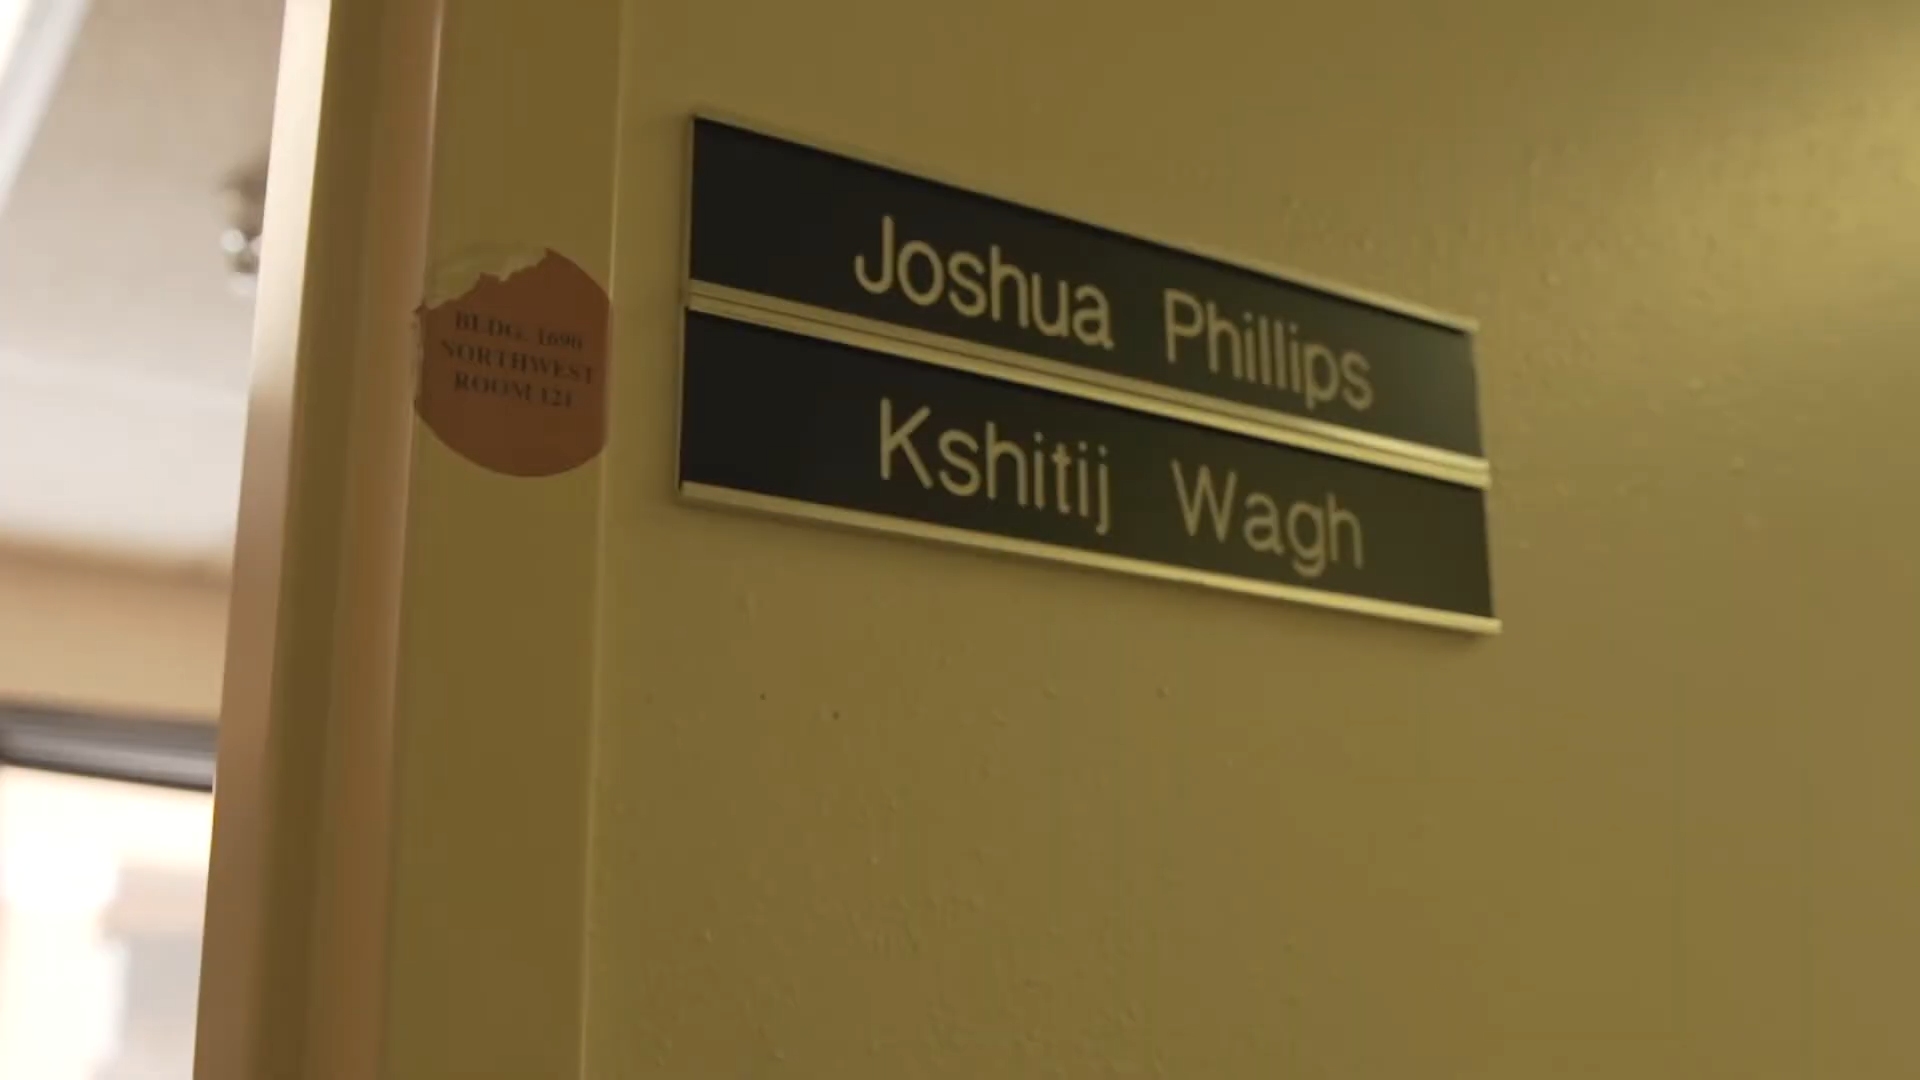 Joshua Phillips
Kshitij Wagh
BLDG. 1690
NORTHWEST
ROOM 121